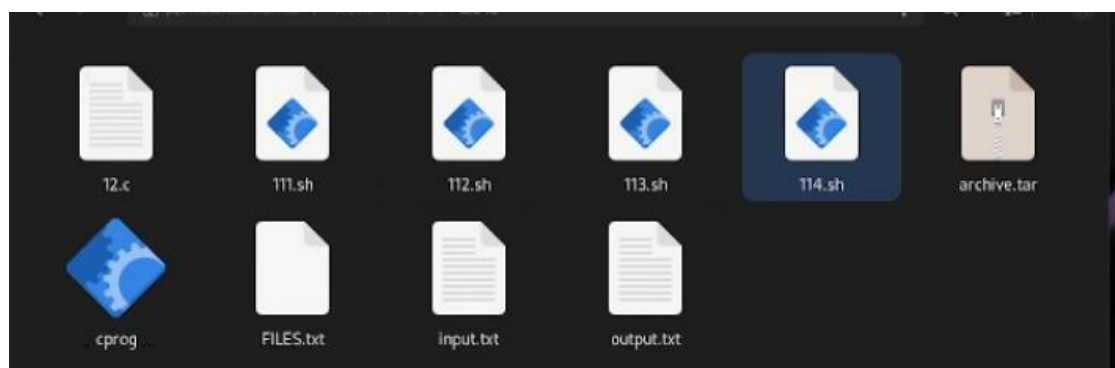 12.c
111.sh
112.sh
113.sh
114.sh
archive.tar
cprog
FILES.txt
input.txt
output.txt